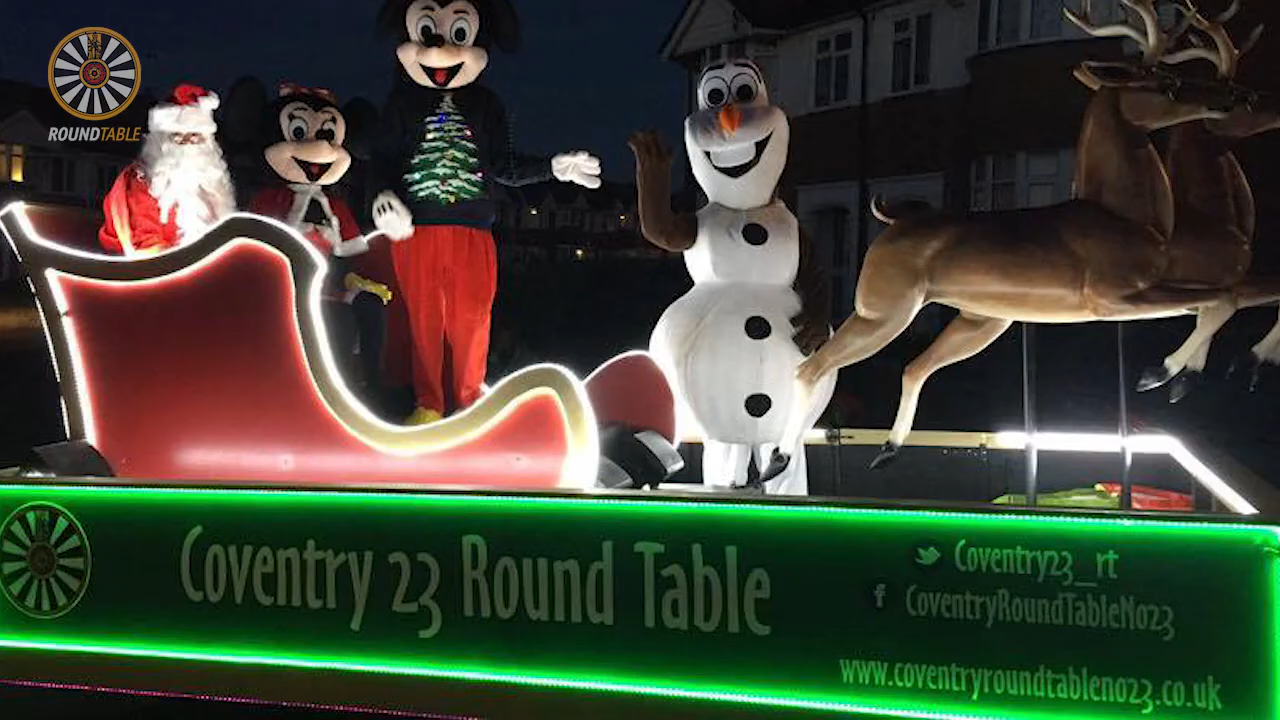 ROUNDTABLE
Coventry 23 Round Table
Coventry23_rt
CoventryRoundTableNo23
www.coventryroundtableno23.co.uk